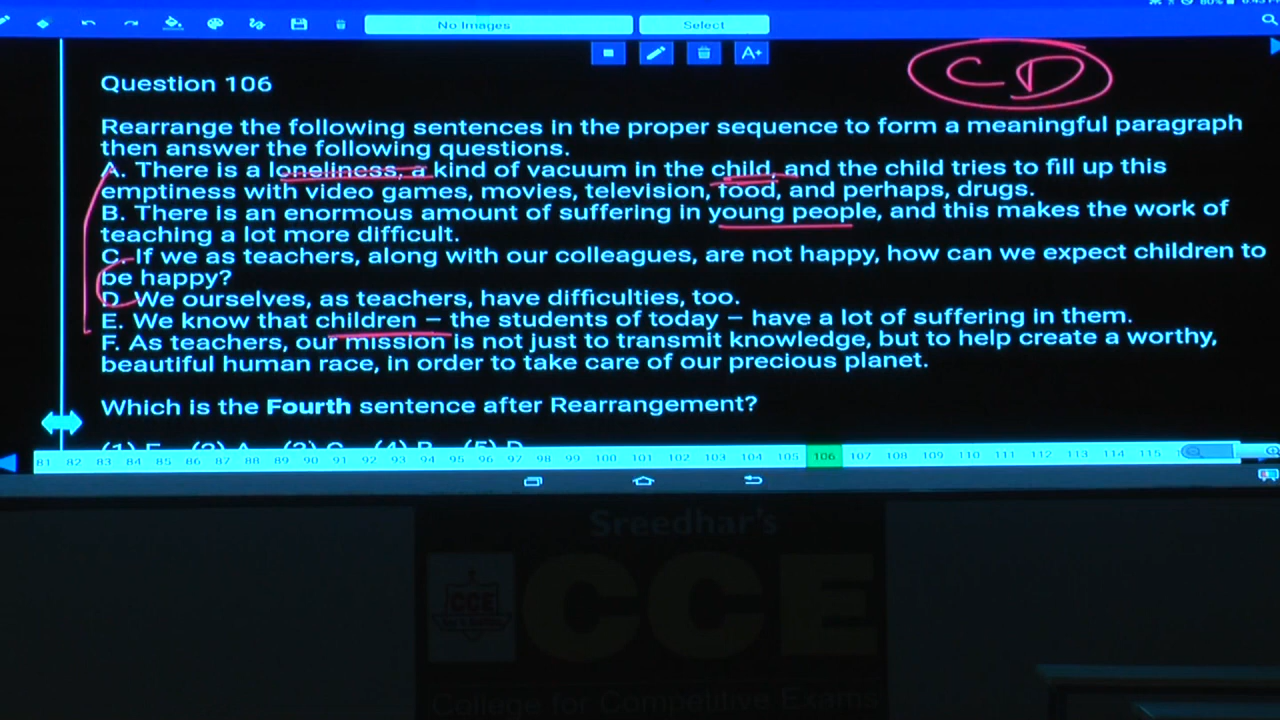 No Images
Select
A+
CD
Question 106
Rearrange the following sentences in the proper sequence to form a meaningful paragraph
then answer the following questions.
A. There is a loneliness, a kind of vacuum in the child, and the child tries to fill up this
emptiness with video games, movies, television, food, and perhaps, drugs.
B. There is an enormous amount of suffering in young people, and this makes the work of
teaching a lot more difficult.
C. If we as teachers, along with our colleagues, are not happy, how can we expect children to
be happy?
D. We ourselves, as teachers, have difficulties, too.
E. We know that children – the students of today – have a lot of suffering in them.
F. As teachers, our mission is not just to transmit knowledge, but to help create a worthy,
beautiful human race, in order to take care of our precious planet.
Which is the Fourth sentence after Rearrangement?
81 82 83 84 85 86 87 88 89 90 91 92 93 94 95 96 97 98 99 100 101 102 103 104 105 106 107 108 109 110 111 112 113 114 115
Sreedhar's
CCE
CCE
College for Competitive Exams